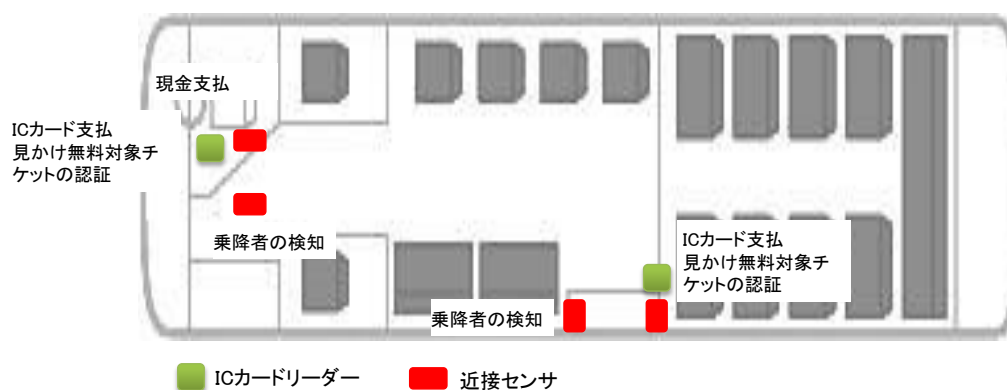 現金支払
ICカード支払
見かけ無料対象チ
ケットの認証
乗降者の検知
ICカード支払
見かけ無料対象チ
ケットの認証
乗降者の検知
ICカードリーダー
近接センサ